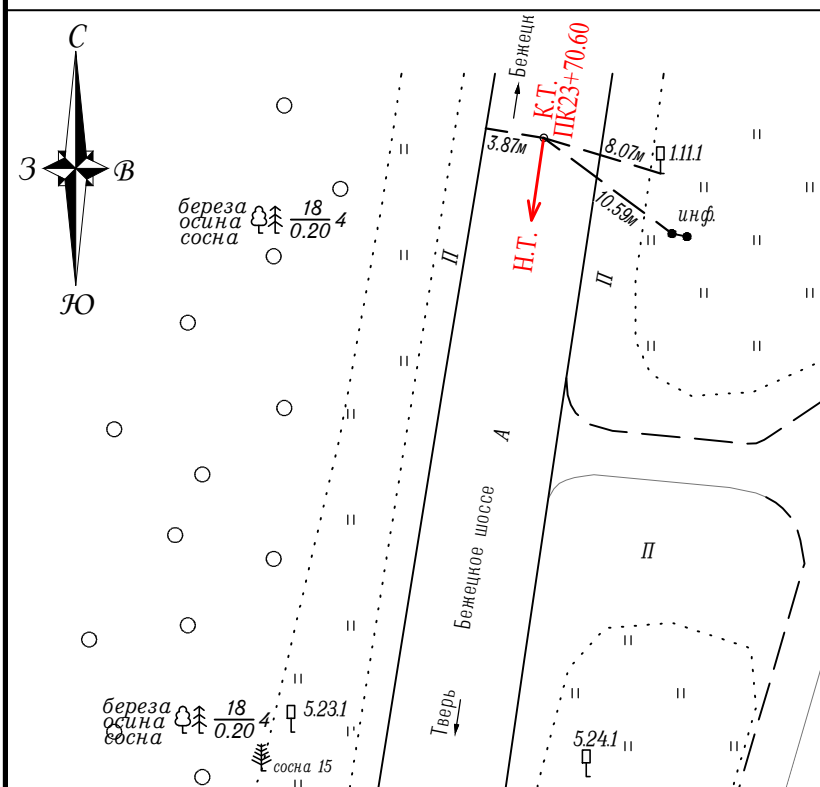 С
З
В
Ю
Бежецк
К.Т.
ПК23+70.60
3.87м
8.07м
1.11.1
10.59м
инф.
береза
осина
сосна
18
0.20
4
П
Н.Т.
П
А
Бежецкое шоссе
П
Тверь
береза
осина
сосна
18
0.20
4
5.23.1
сосна 15
5.24.1